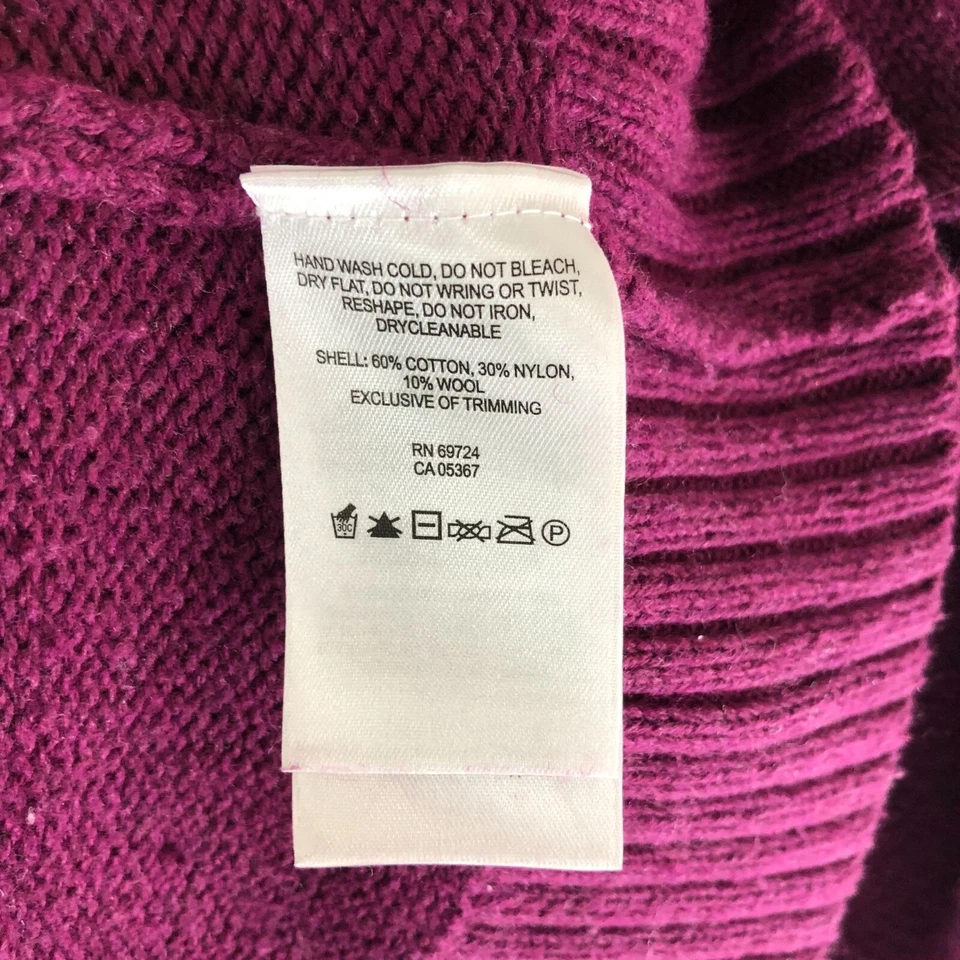 HAND WASH COLD, DO NOT BLEACH,
DRY FLAT, DO NOT WRING OR TWIST,
RESHAPE, DO NOT IRON,
DRYCLEANABLE
SHELL: 60% COTTON, 30% NYLON,
10% WOOL
EXCLUSIVE OF TRIMMING
RN 69724
CA 05367
30C P